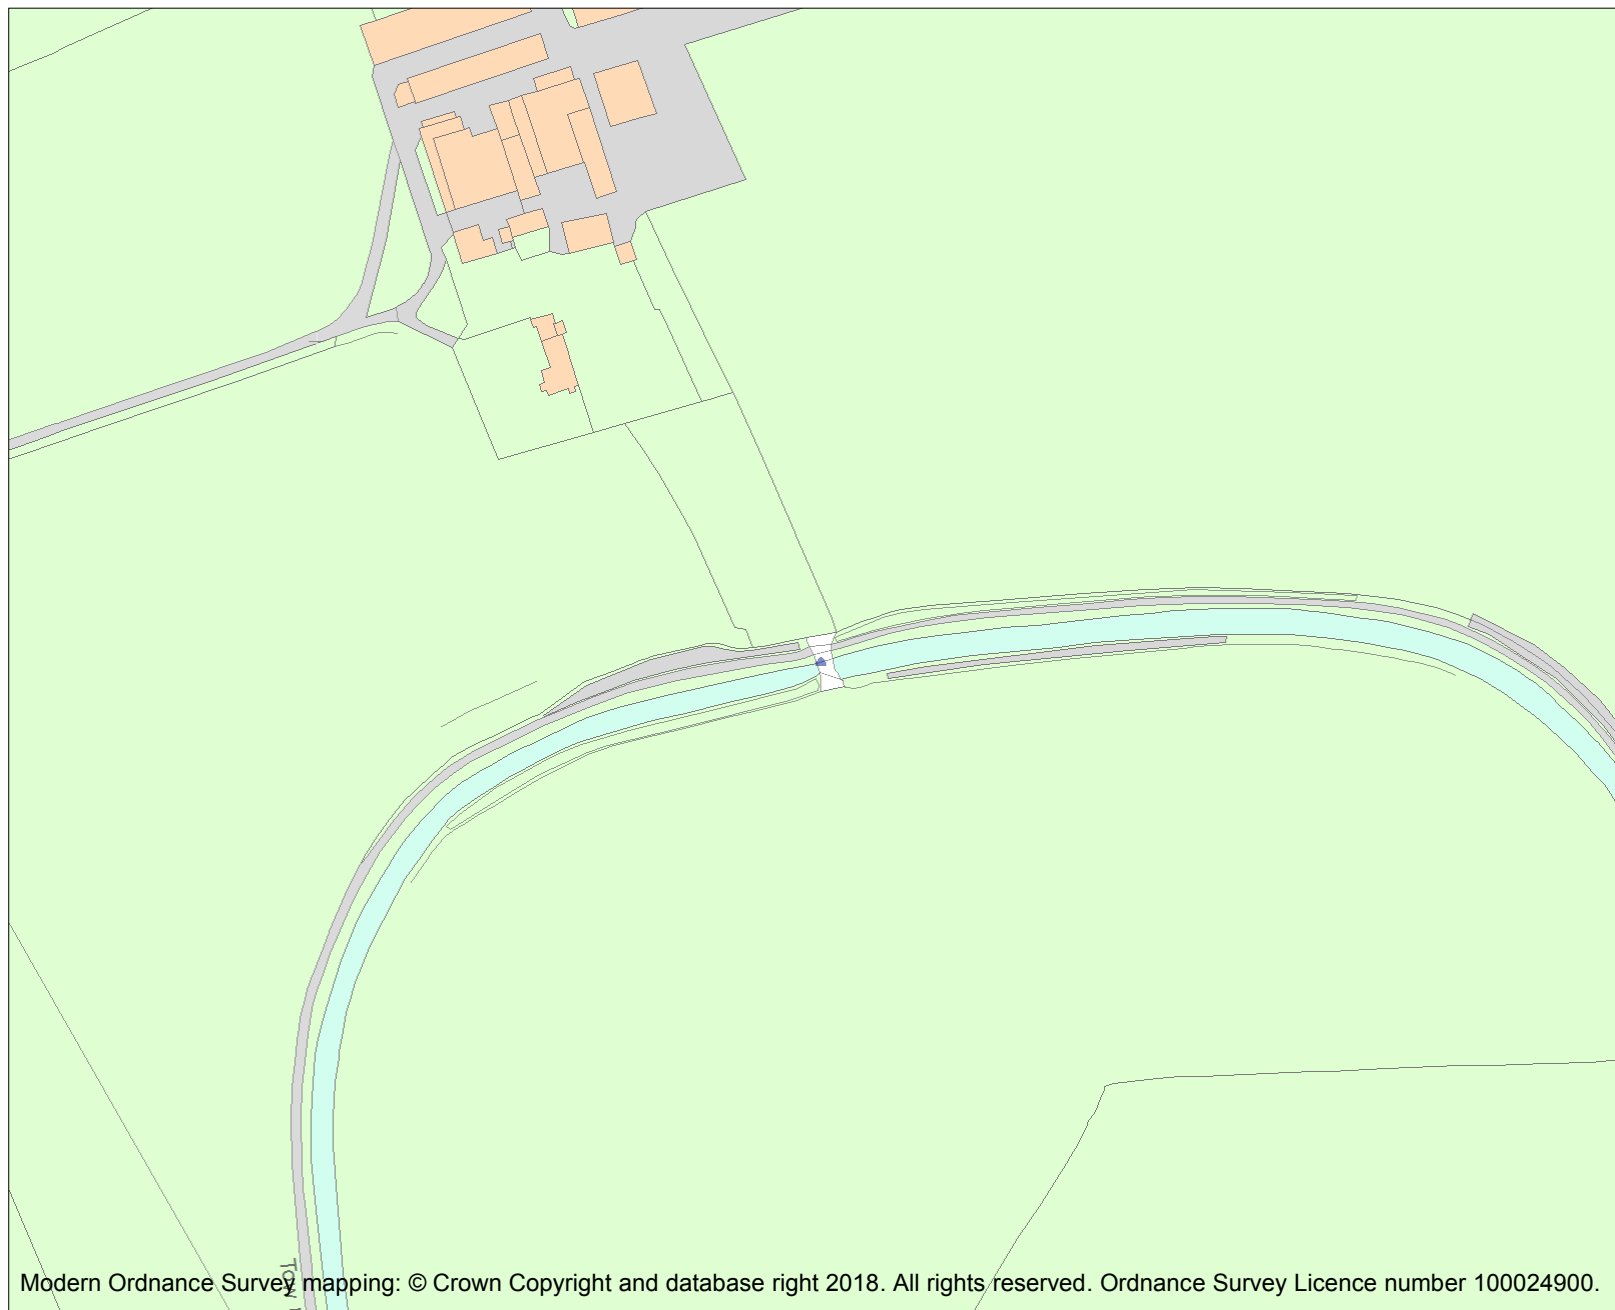 Modern Ordnance Survey mapping: © Crown Copyright and database right 2018. All rights reserved. Ordnance Survey Licence number 100024900.